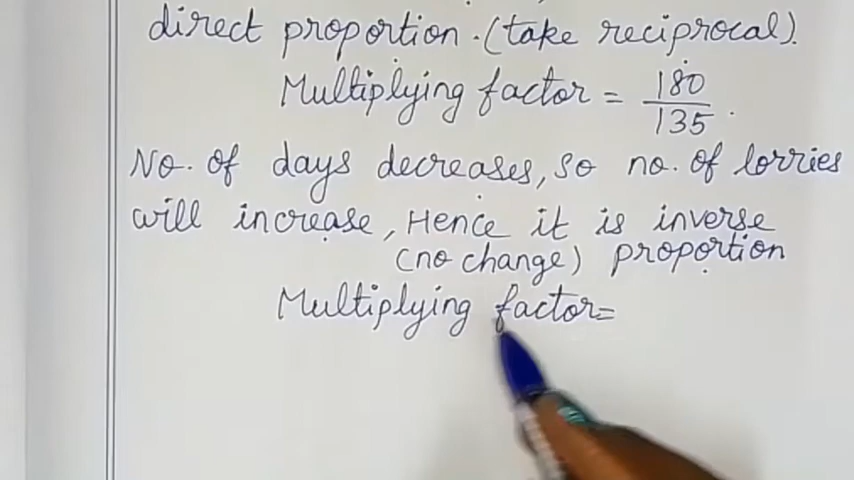 direct proportion. (take reciprocal).
Multiplying factor = 180/135.
No. of days decreases, so no. of lorries
will increase, Hence it is inverse
(no change) proportion
Multiplying factor=